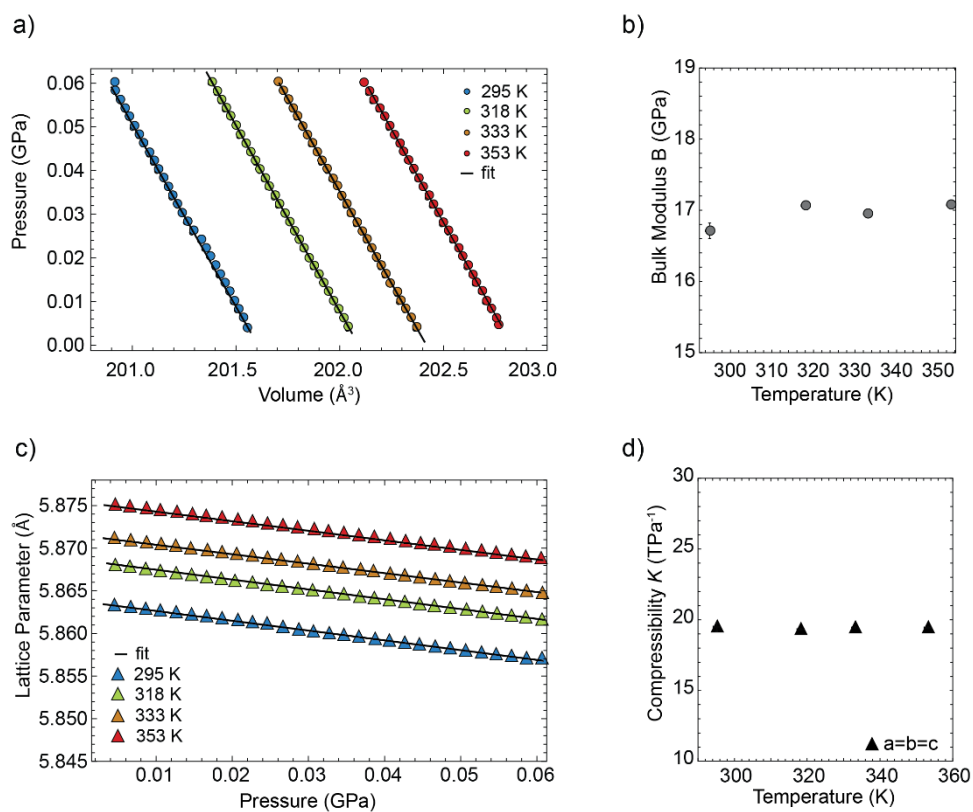 a)
Pressure (GPa)
0.06
0.05
0.04
0.03
0.02
0.01
0.00
295 K
318 K
333 K
353 K
fit
201.0 201.5 202.0 202.5 203.0
Volume (Å³)
b)
Bulk Modulus B (GPa)
19
18
17
16
15
300 310 320 330 340 350
Temperature (K)
c)
Lattice Parameter (Å)
5.875
5.870
5.865
5.860
5.855
5.850
5.845
fit
295 K
318 K
333 K
353 K
0.01 0.02 0.03 0.04 0.05 0.06
Pressure (GPa)
d)
Compressibility K (TPa⁻¹)
30
25
20
15
10
a=b=c
300 320 340 360
Temperature (K)